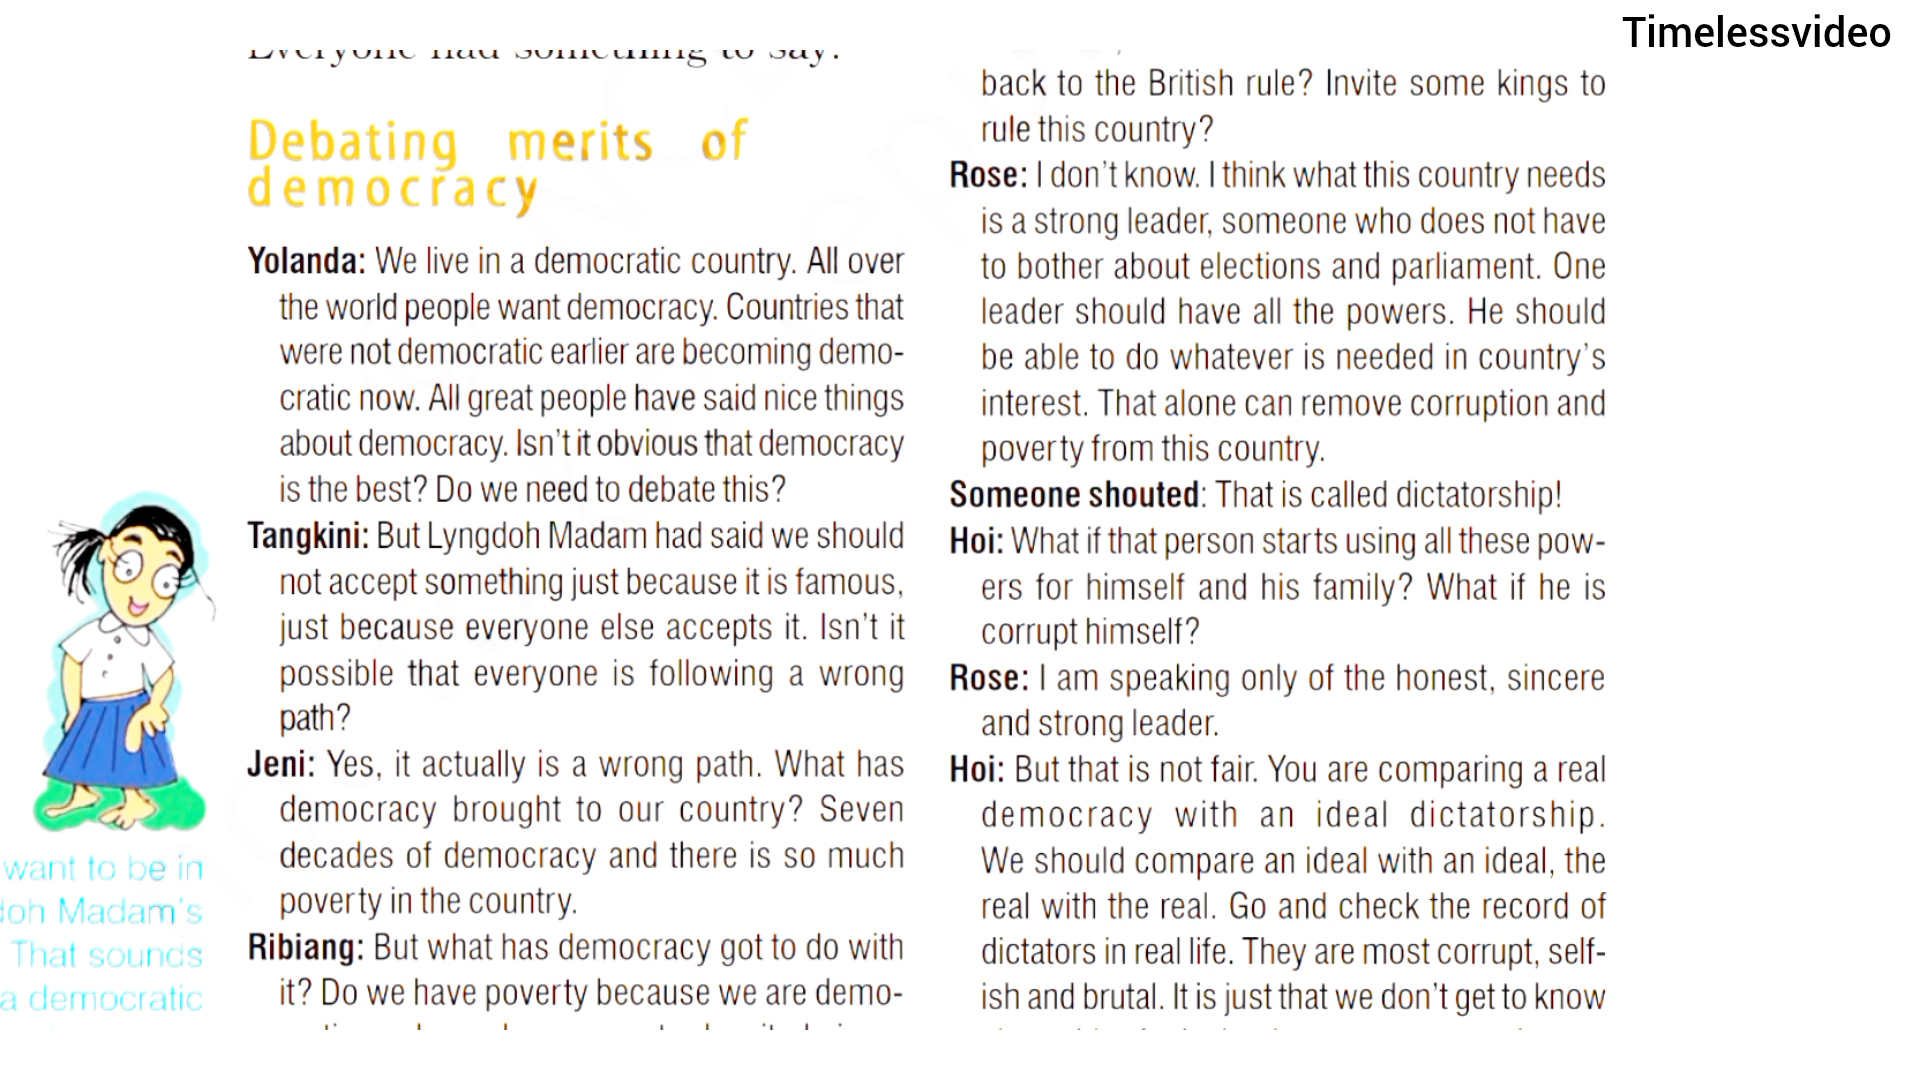 Timelessvideo
Everyone had something to say.
Debating merits of
democracy
Yolanda: We live in a democratic country. All over
the world people want democracy. Countries that
were not democratic earlier are becoming demo-
cratic now. All great people have said nice things
about democracy. Isn't it obvious that democracy
is the best? Do we need to debate this?
Tangkini: But Lyngdoh Madam had said we should
not accept something just because it is famous,
just because everyone else accepts it. Isn't it
possible that everyone is following a wrong
path?
Jeni: Yes, it actually is a wrong path. What has
democracy brought to our country? Seven
decades of democracy and there is so much
poverty in the country.
Ribiang: But what has democracy got to do with
it? Do we have poverty because we are demo-
want to be in
doh Madam's
That sounds
a democratic
back to the British rule? Invite some kings to
rule this country?
Rose: I don't know. I think what this country needs
is a strong leader, someone who does not have
to bother about elections and parliament. One
leader should have all the powers. He should
be able to do whatever is needed in country's
interest. That alone can remove corruption and
poverty from this country.
Someone shouted: That is called dictatorship!
Hoi: What if that person starts using all these pow-
ers for himself and his family? What if he is
corrupt himself?
Rose: I am speaking only of the honest, sincere
and strong leader.
Hoi: But that is not fair. You are comparing a real
democracy with an ideal dictatorship.
We should compare an ideal with an ideal, the
real with the real. Go and check the record of
dictators in real life. They are most corrupt, self-
ish and brutal. It is just that we don't get to know